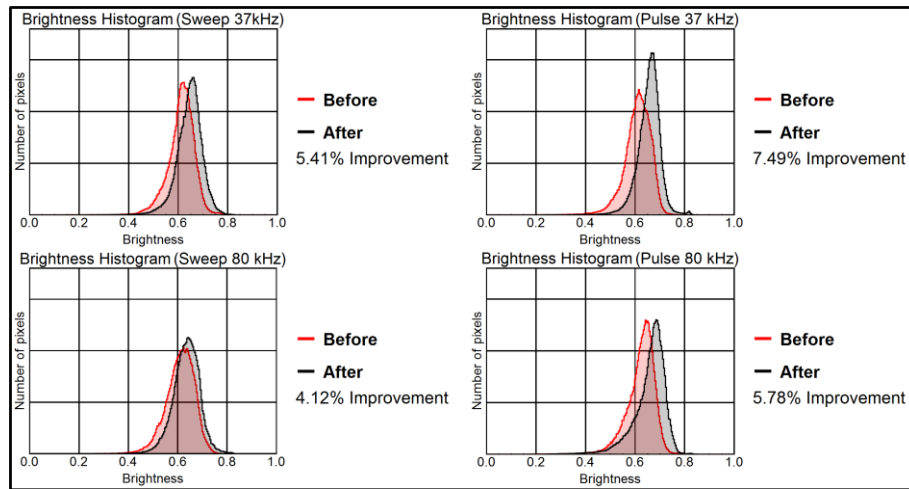 Brightness Histogram (Sweep 37kHz)
Number of pixels
Before
After
5.41% Improvement
0.0 0.2 0.4 0.6 0.8 1.0
Brightness
Brightness Histogram (Pulse 37 kHz)
Number of pixels
Before
After
7.49% Improvement
0.0 0.2 0.4 0.6 0.8 1.0
Brightness
Brightness Histogram (Sweep 80 kHz)
Number of pixels
Before
After
4.12% Improvement
0.0 0.2 0.4 0.6 0.8 1.0
Brightness
Brightness Histogram (Pulse 80 kHz)
Number of pixels
Before
After
5.78% Improvement
0.0 0.2 0.4 0.6 0.8 1.0
Brightness